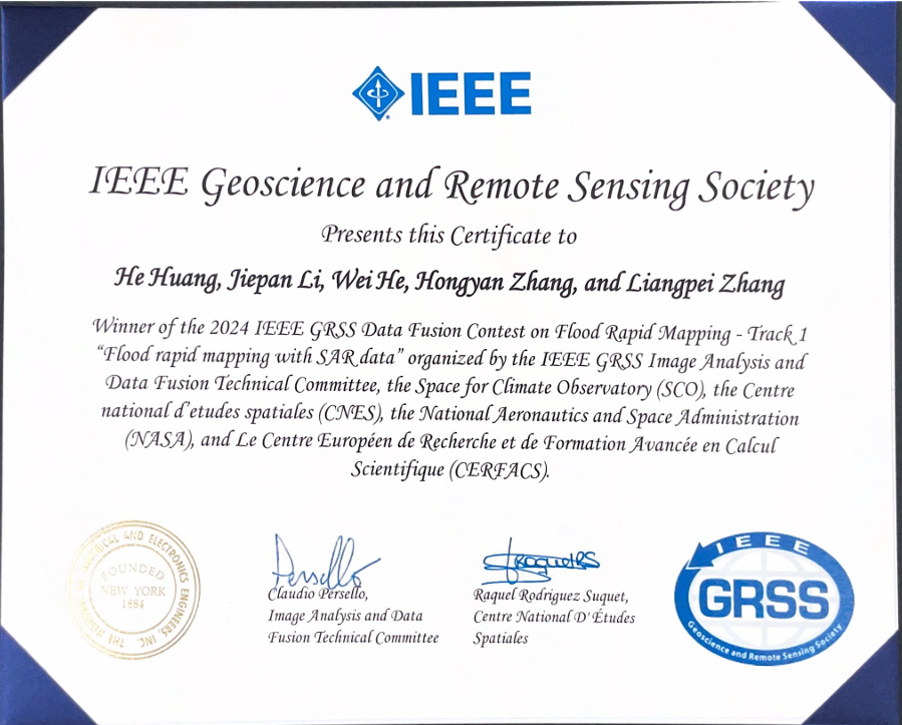 IEEE
IEEE Geoscience and Remote Sensing Society
Presents this Certificate to
He Huang, Jiepan Li, Wei He, Hongyan Zhang, and Liangpei Zhang
Winner of the 2024 IEEE GRSS Data Fusion Contest on Flood Rapid Mapping - Track 1
“Flood rapid mapping with SAR data” organized by the IEEE GRSS Image Analysis and
Data Fusion Technical Committee, the Space for Climate Observatory (SCO), the Centre
national d'etudes spatiales (CNES), the National Aeronautics and Space Administration
(NASA), and Le Centre Européen de Recherche et de Formation Avancée en Calcul
Scientifique (CERFACS).
THE ELECTRICAL AND ELECTRONICS ENGINEERS INC
FOUNDED
NEW YORK
1884
Persello
Claudio Persello,
Image Analysis and Data
Fusion Technical Committee
Raquel Rodriguez Suquet,
Centre National D'Études
Spatiales
IEEE
GRSS
Geoscience and Remote Sensing Society